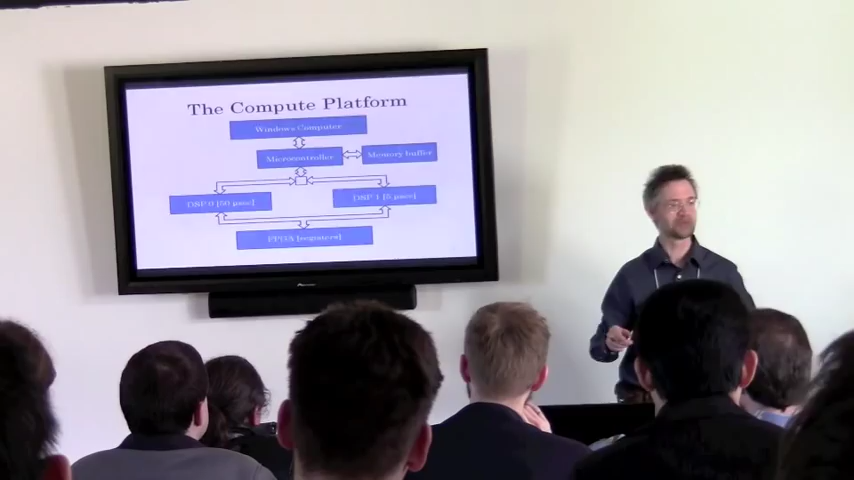 The Compute Platform
Windows Computer
Microcontroller
Memory buffer
DSP 0 [50 μsec]
DSP 1 [5 μsec]
FPGA [registers]